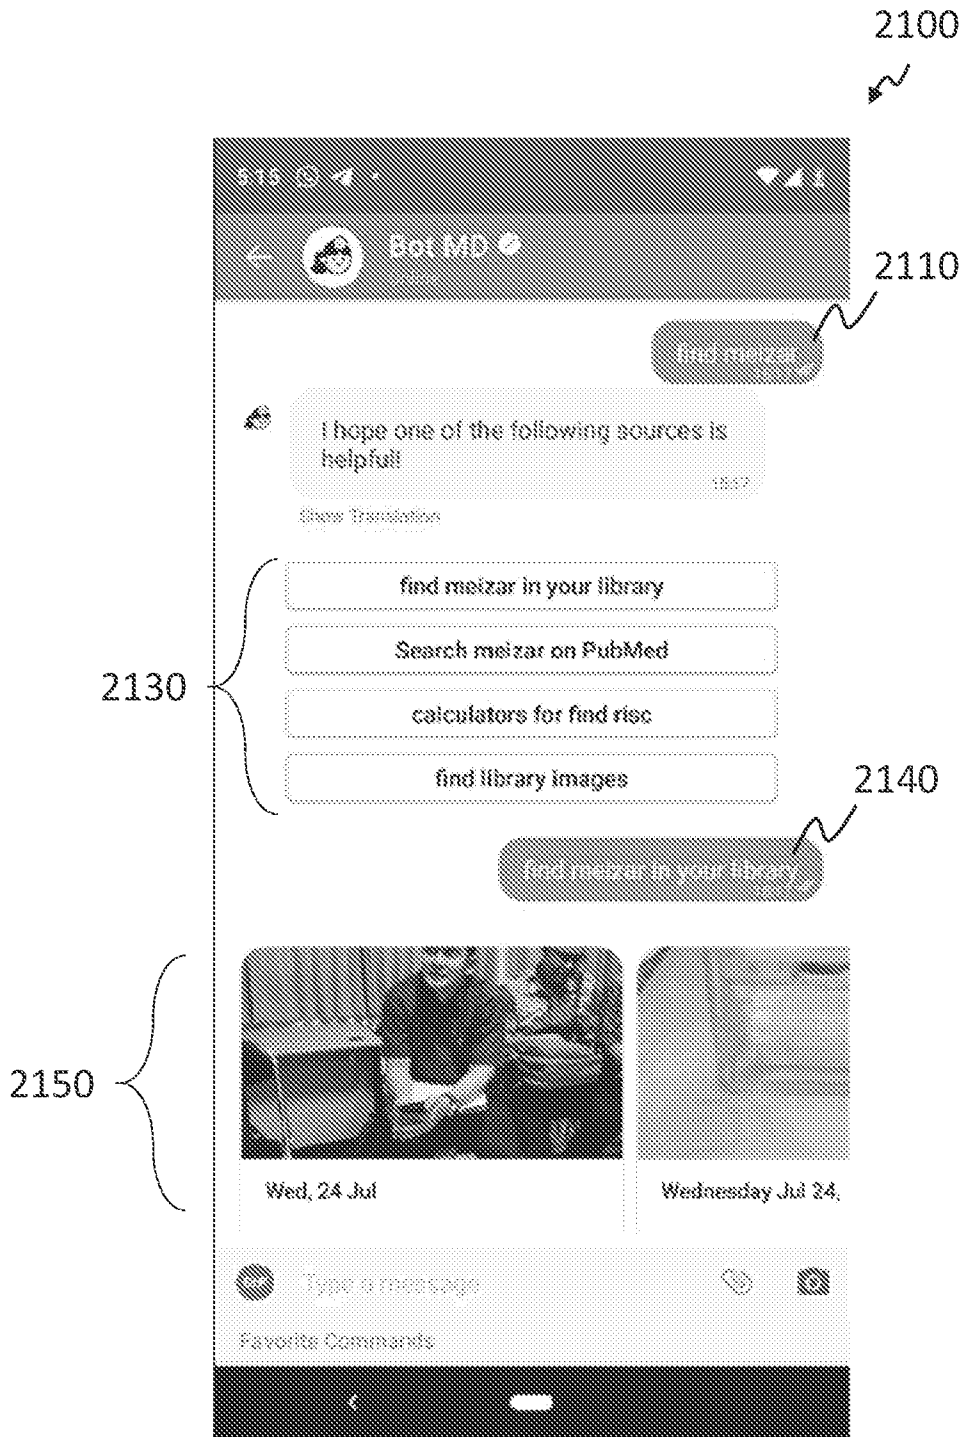 2100
5:15
Bot MD
2110
find meizar
I hope one of the following sources is
helpful!
Show Translation
find meizar in your library
Search meizar on PubMed
2130
calculators for find risc
find library images
2140
find meizar in your library
2150
Wed, 24 Jul
Wednesday Jul 24,
Type a message
Favorite Commands